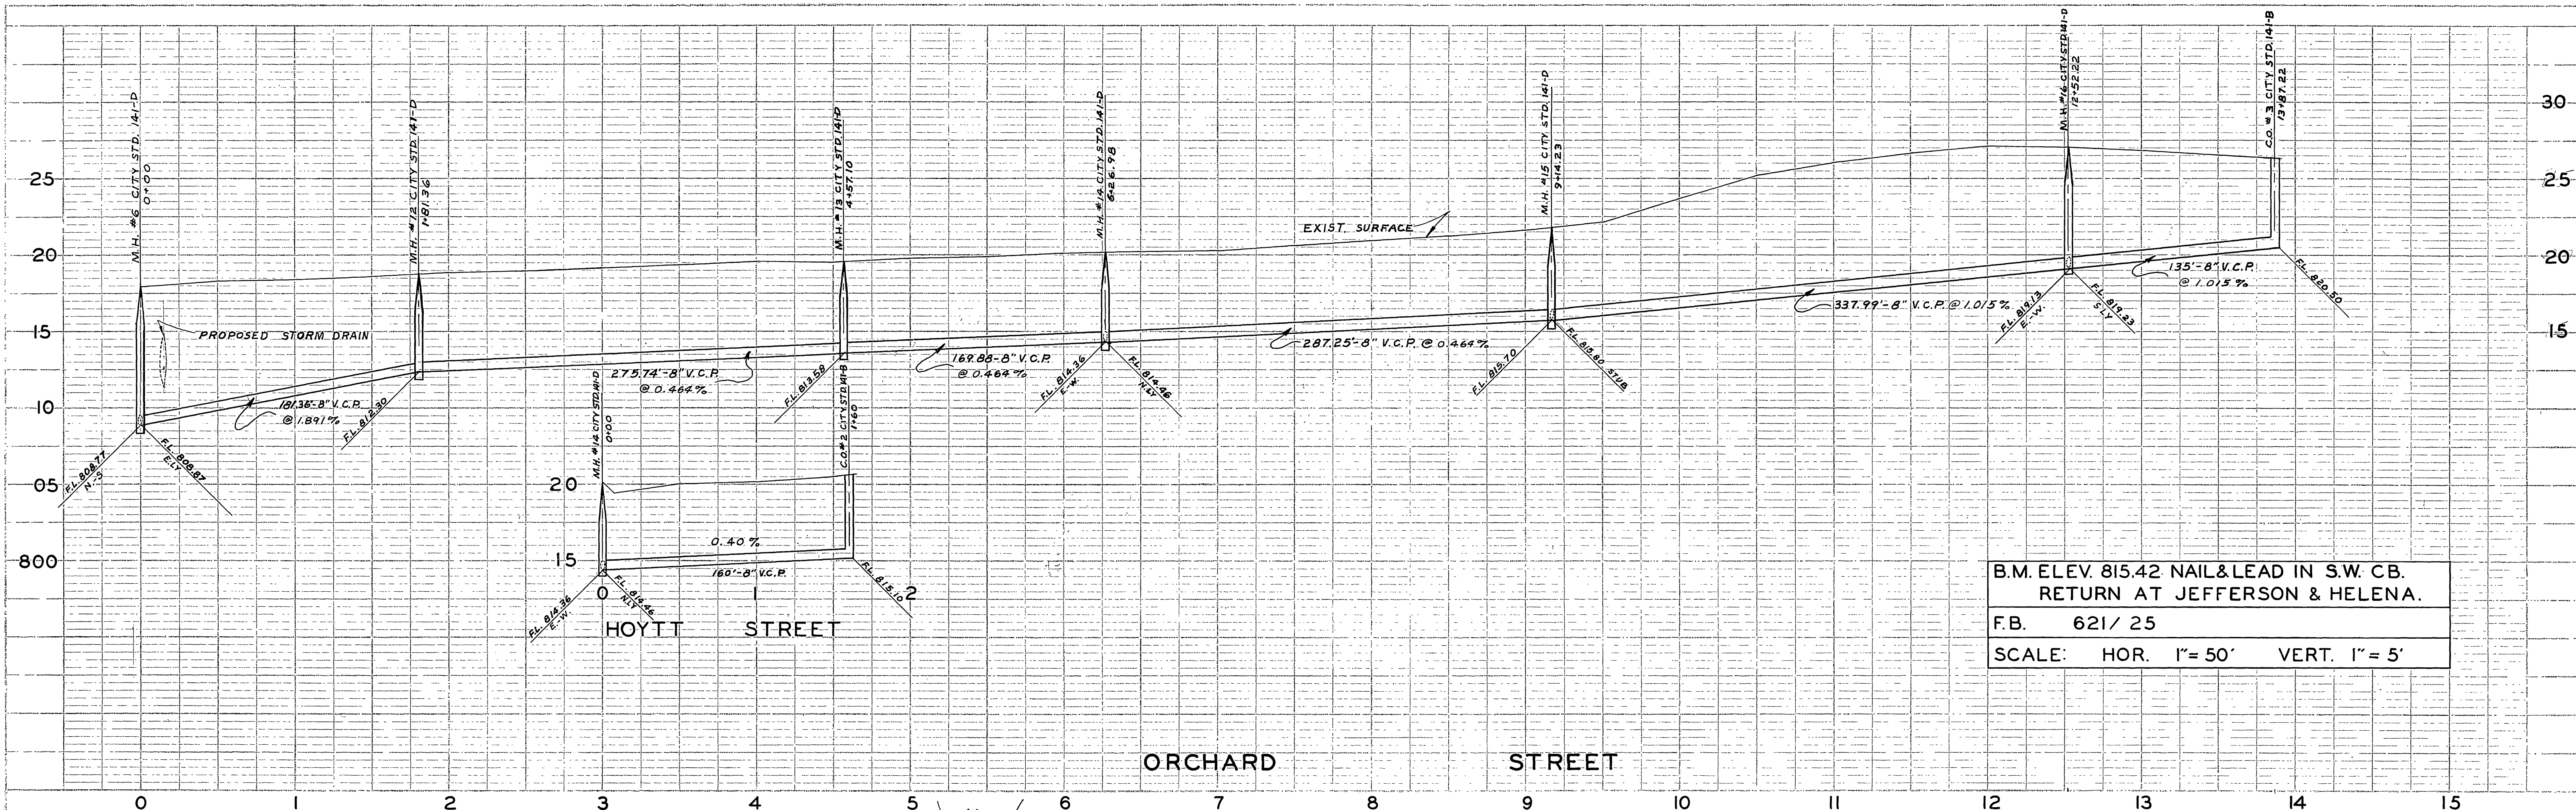 M.H. #6 CITY STD. 141-D
0+00
M.H. #12 CITY STD. 141-D
1+81.36
M.H. #13 CITY STD. 141-D
4+57.10
M.H. #14 CITY STD. 141-D
6+26.98
M.H. #15 CITY STD. 141-D
9+14.23
M.H. #16 CITY STD. 141-D
12+52.22
C.O. #3 CITY STD. 141-B
13+87.22
30
25
20
15
10
05
800
30
25
20
15
EXIST. SURFACE
PROPOSED STORM DRAIN
181.36'-8" V.C.P.
@ 1.891%
275.74'-8" V.C.P.
@ 0.464%
169.88'-8" V.C.P.
@ 0.464%
287.25'-8" V.C.P. @ 0.464%
337.99'-8" V.C.P. @ 1.015%
135'-8" V.C.P.
@ 1.015%
F.L. 808.77
N.-S
F.L. 808.87
E.LY
F.L. 812.30
F.L. 813.58
F.L. 814.36
E.-W.
F.L. 814.46
N.LY
F.L. 815.70
F.L. 815.80 STUB
F.L. 819.13
E.-W.
F.L. 819.23
S'LY
F.L. 820.50
M.H. #14 CITY STD. 141-D
0+00
C.O. #2 CITY STD. 141-B
1+60
20
15
0.40%
160'-8" V.C.P.
0 1 2
F.L. 814.36
E.-W.
F.L. 814.46
N.LY
F.L. 815.10
HOYTT STREET
B.M. ELEV. 815.42 NAIL & LEAD IN S.W. CB.
RETURN AT JEFFERSON & HELENA.
F.B. 621/25
SCALE: HOR. 1"=50' VERT. 1"=5'
ORCHARD STREET
0 1 2 3 4 5 6 7 8 9 10 11 12 13 14 15